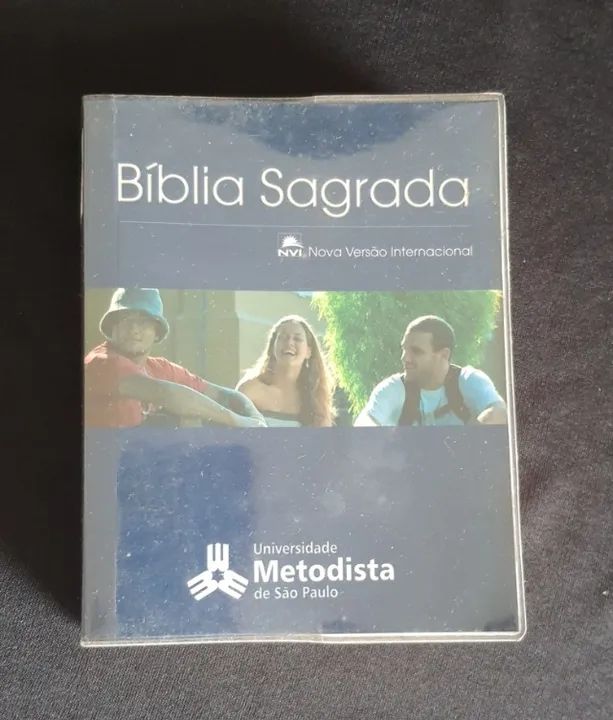 Bíblia Sagrada
NVI Nova Versão Internacional
Universidade
Metodista
de São Paulo